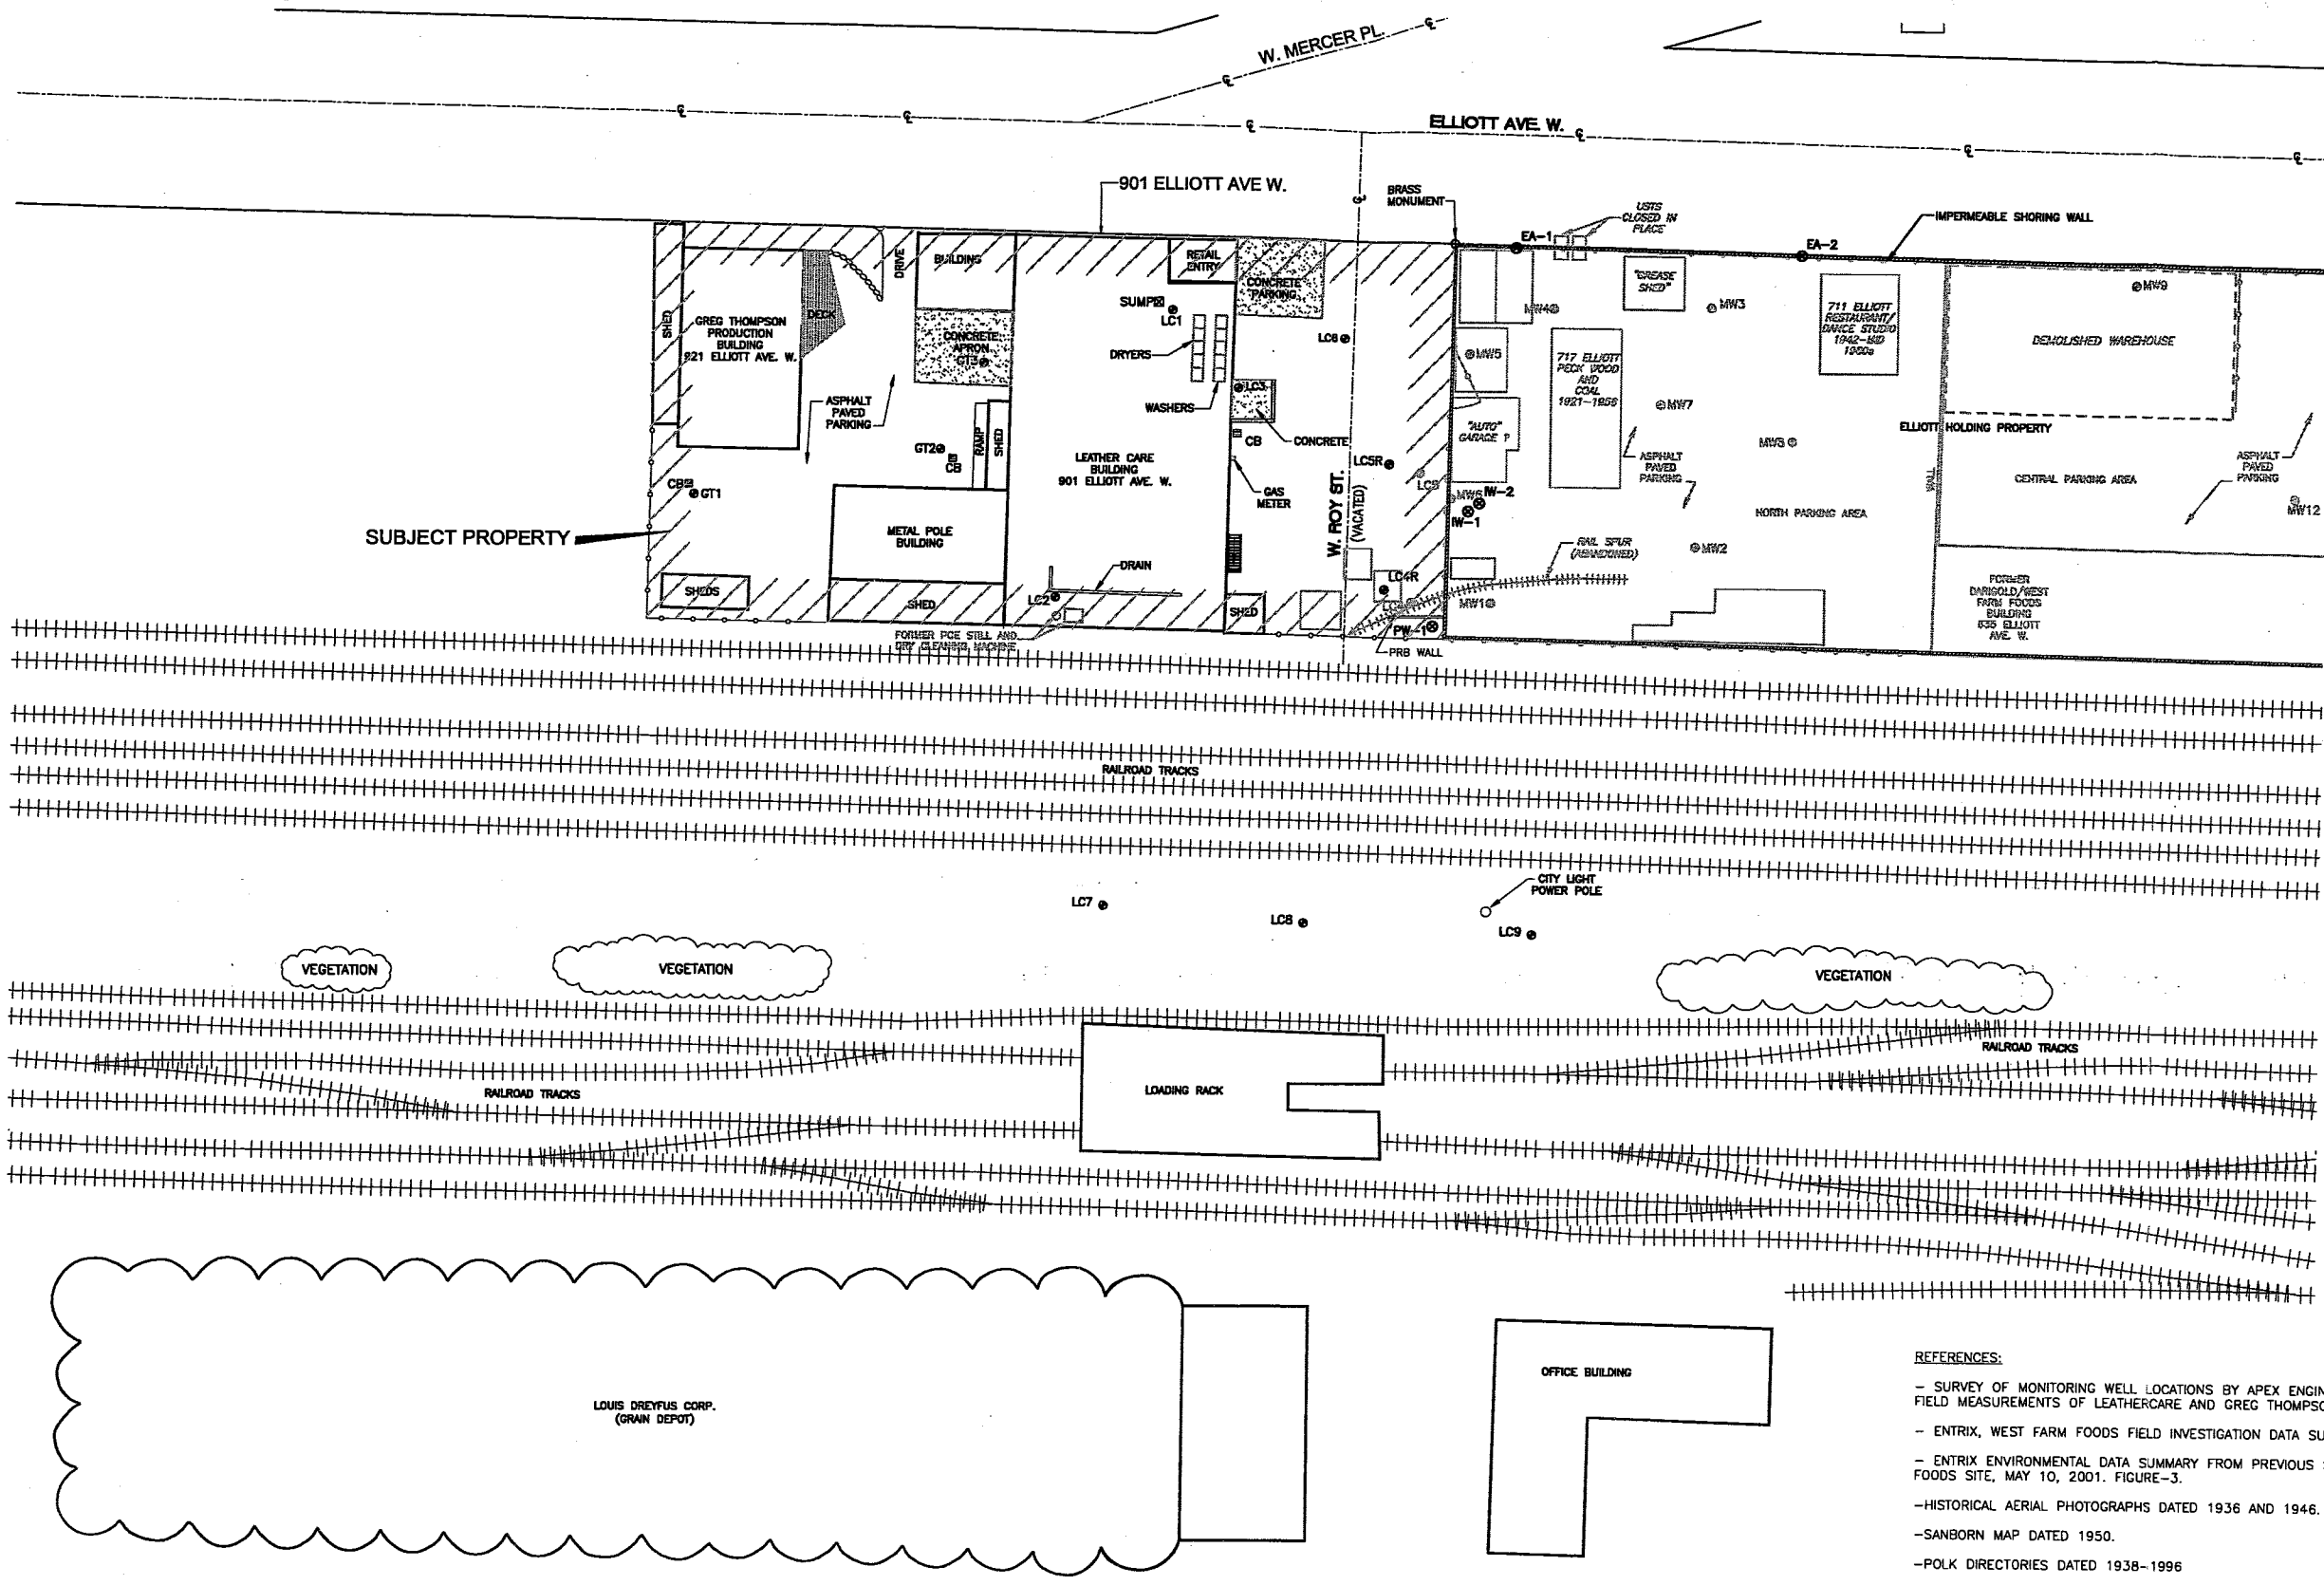 W. MERCER PL.
ELLIOTT AVE. W.
901 ELLIOTT AVE W.
BRASS
MONUMENT
USTS
CLOSED IN
PLACE
IMPERMEABLE SHORING WALL
EA-1
EA-2
SHED
GREG THOMPSON
PRODUCTION
BUILDING
921 ELLIOTT AVE. W.
DECK
DRIVE
BUILDING
CONCRETE
APRON
GT3
RETAIL
ENTRY
CONCRETE
PARKING
SUMP
LC1
DRYERS
WASHERS
LC6
LC3
CONCRETE
CB
GAS
METER
ASPHALT
PAVED
PARKING
GT2
CB
RAMP
SHED
LEATHER CARE
BUILDING
901 ELLIOTT AVE. W.
CB
GT1
SUBJECT PROPERTY
METAL POLE
BUILDING
SHEDS
SHED
DRAIN
LC2
FORMER PCE STILL AND
DRY CLEANING MACHINE
SHED
W. ROY ST.
(VACATED)
LC5R
LC5
LC4R
PW-1
PRB WALL
MW4
MW5
"GREASE
SHED"
MW3
717 ELLIOTT
PECK WOOD
AND
COAL
1921-1956
"AUTO"
GARAGE ?
MW7
MW6
IW-2
IW-1
ASPHALT
PAVED
PARKING
MW8
NORTH PARKING AREA
RAIL SPUR
(ABANDONED)
MW2
MW1
711 ELLIOTT
RESTAURANT/
DANCE STUDIO
1942-MID
1960s
MW9
DEMOLISHED WAREHOUSE
ELLIOTT HOLDING PROPERTY
WALL
CENTRAL PARKING AREA
ASPHALT
PAVED
PARKING
MW12
FORMER
DARIGOLD/WEST
FARM FOODS
BUILDING
635 ELLIOTT
AVE. W.
RAILROAD TRACKS
CITY LIGHT
POWER POLE
LC7
LC8
LC9
VEGETATION
VEGETATION
VEGETATION
RAILROAD TRACKS
RAILROAD TRACKS
LOADING RACK
LOUIS DREYFUS CORP.
(GRAIN DEPOT)
OFFICE BUILDING
REFERENCES:
– SURVEY OF MONITORING WELL LOCATIONS BY APEX ENGIN
FIELD MEASUREMENTS OF LEATHERCARE AND GREG THOMPSO
– ENTRIX, WEST FARM FOODS FIELD INVESTIGATION DATA SU
– ENTRIX ENVIRONMENTAL DATA SUMMARY FROM PREVIOUS
FOODS SITE, MAY 10, 2001. FIGURE-3.
-HISTORICAL AERIAL PHOTOGRAPHS DATED 1936 AND 1946.
-SANBORN MAP DATED 1950.
-POLK DIRECTORIES DATED 1938-1996